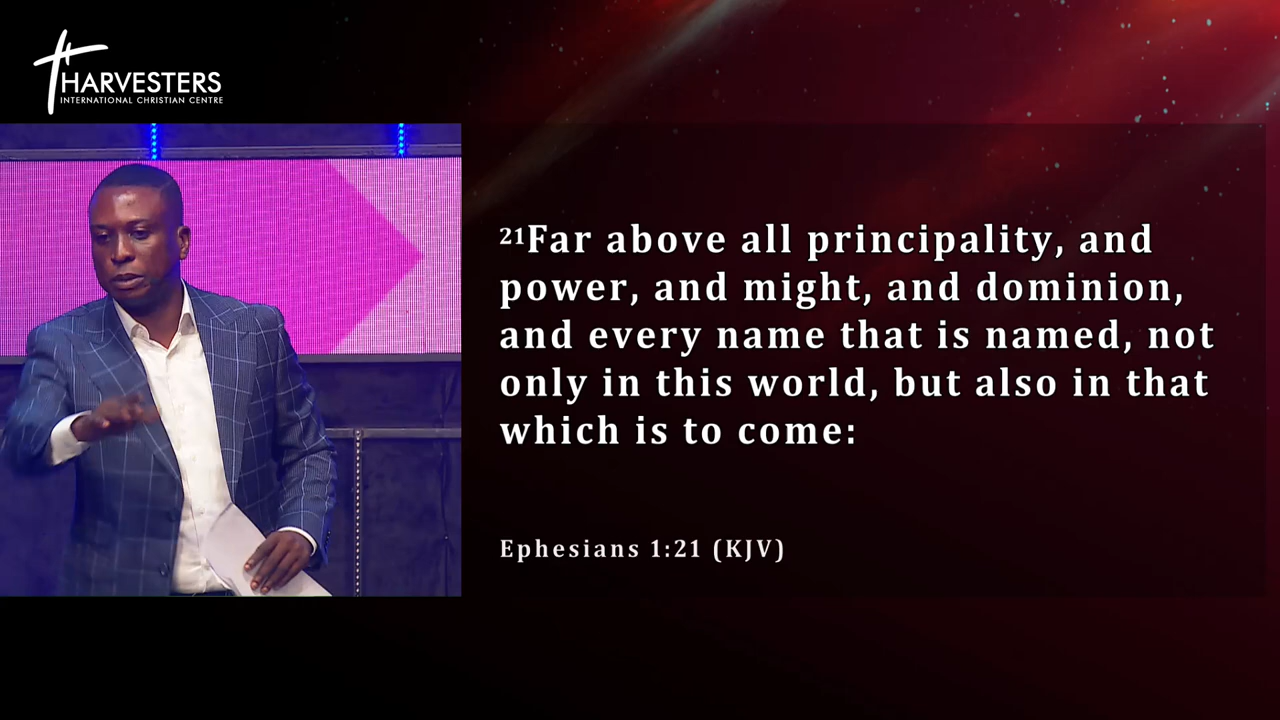 HARVESTERS
INTERNATIONAL CHRISTIAN CENTRE
21Far above all principality, and
power, and might, and dominion,
and every name that is named, not
only in this world, but also in that
which is to come:
Ephesians 1:21 (KJV)